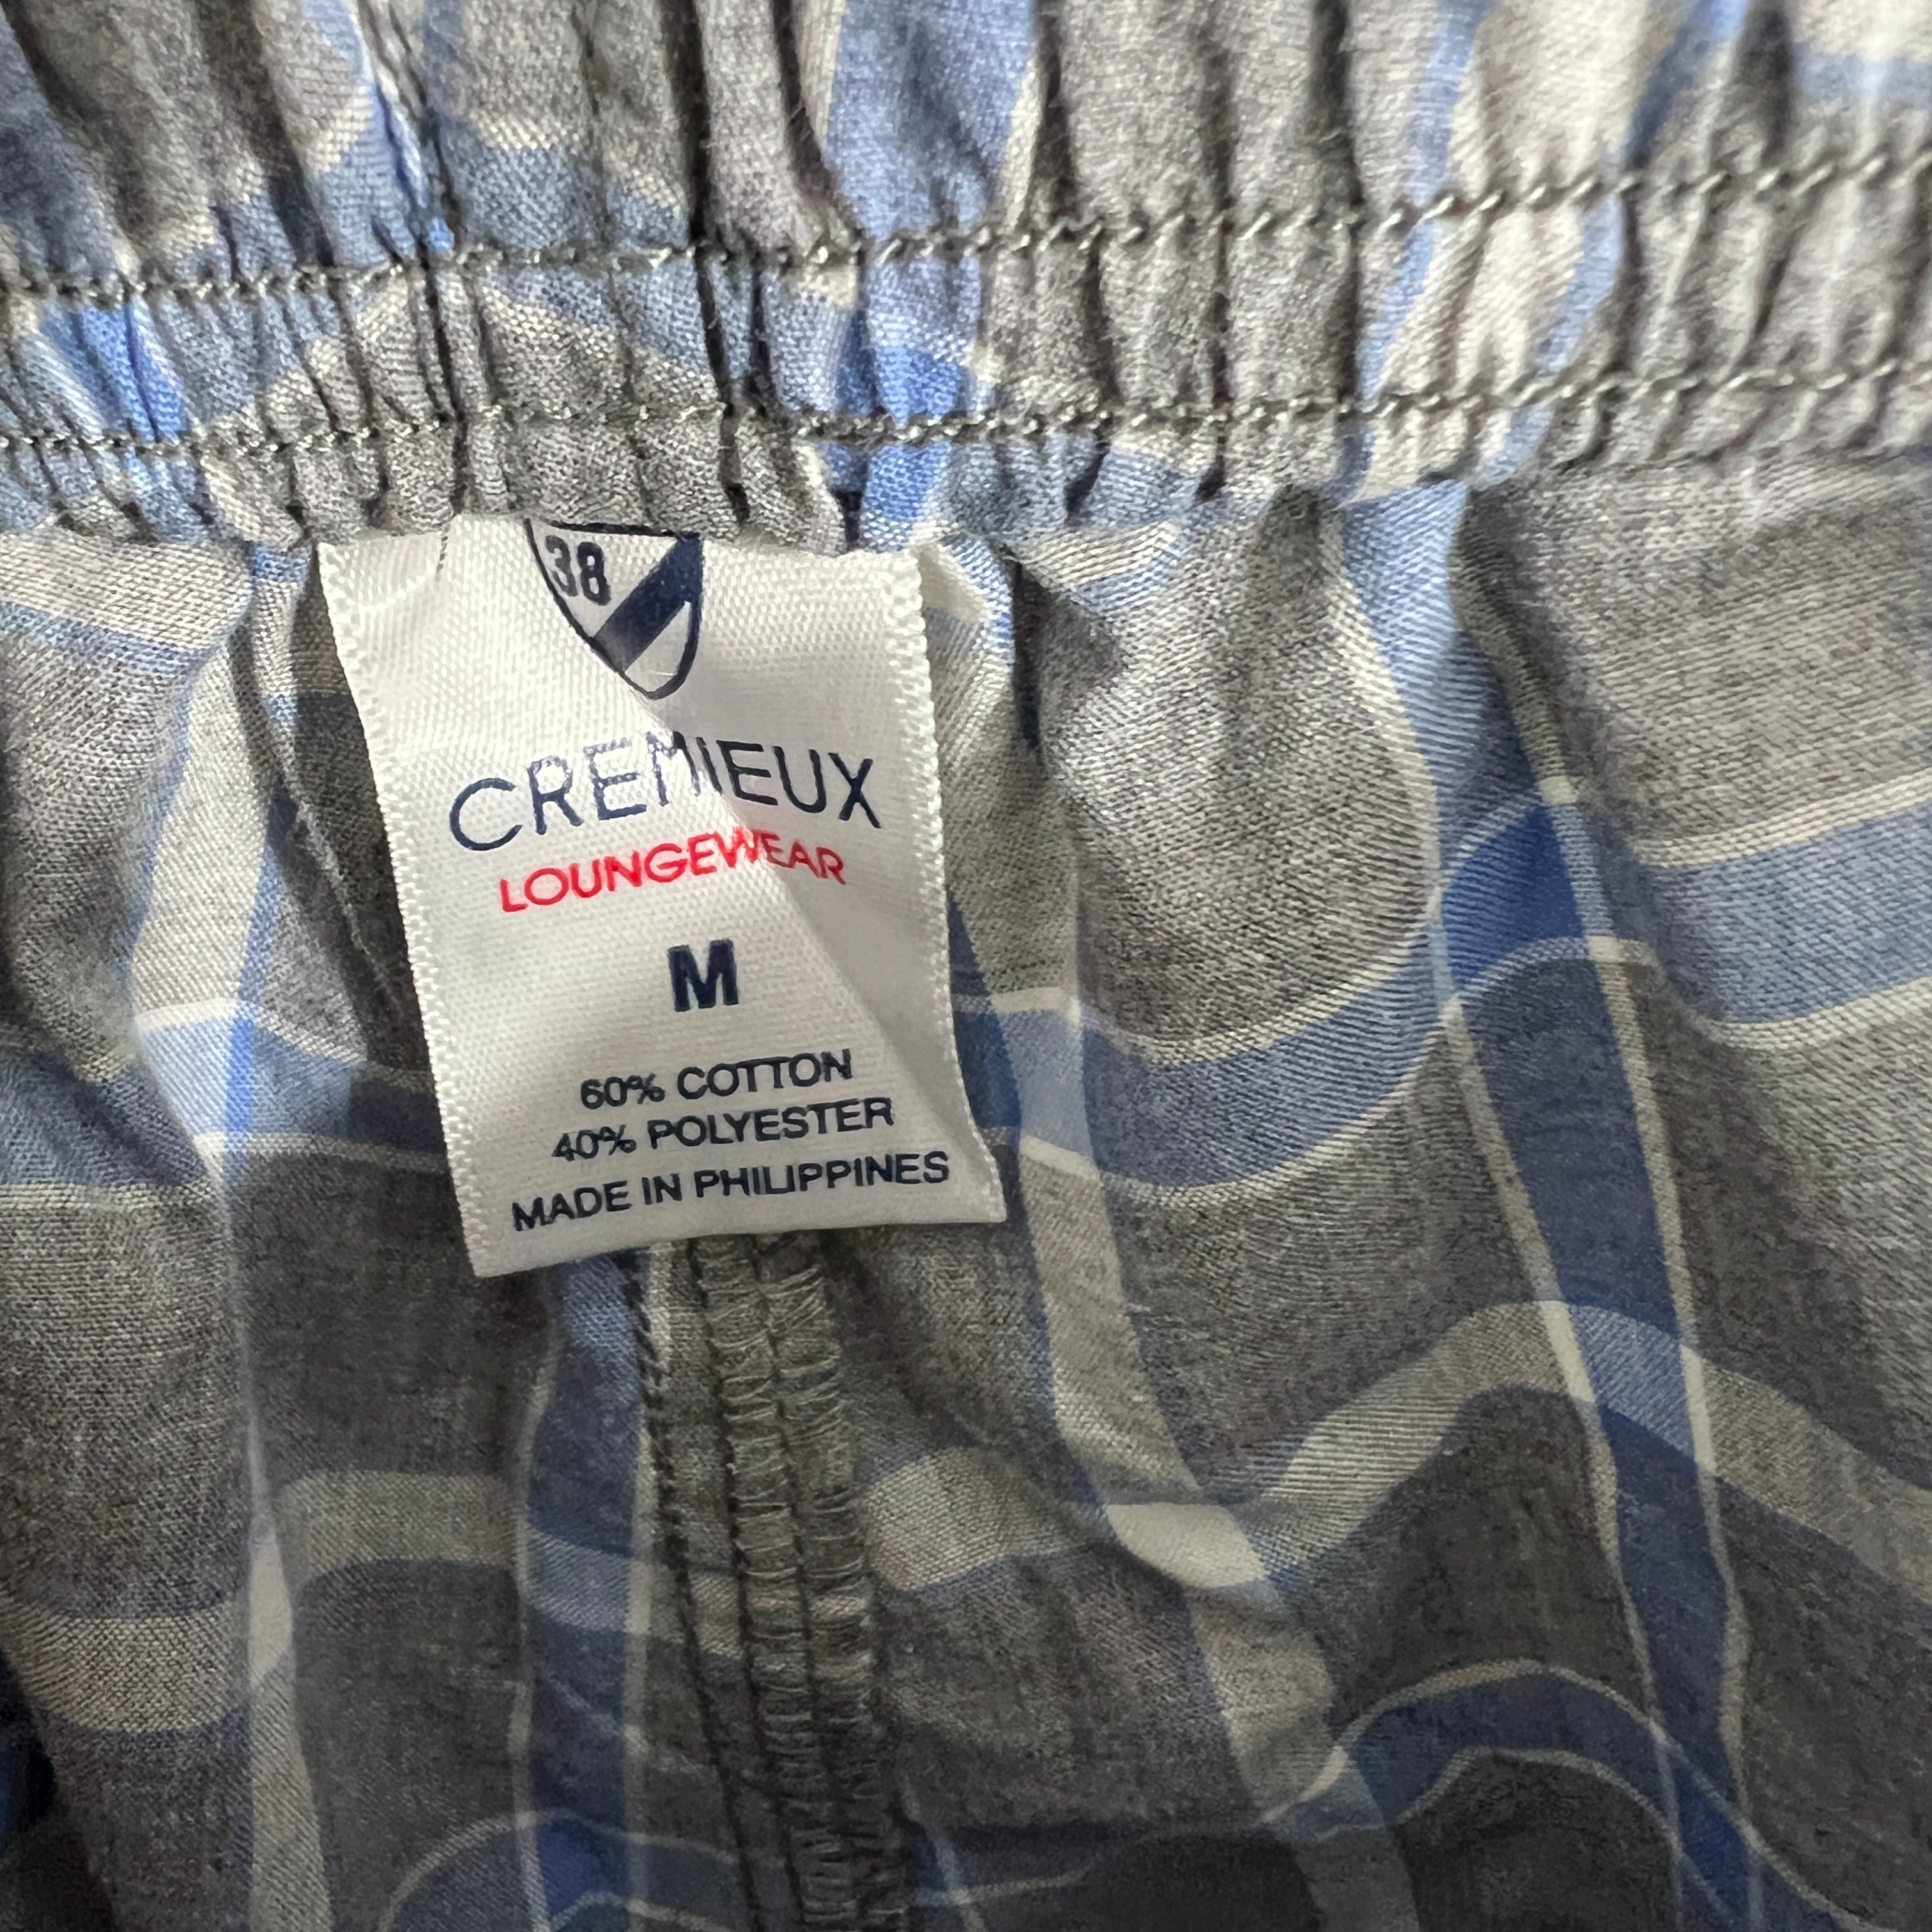 38
CREMIEUX
LOUNGEWEAR
M
60% COTTON
40% POLYESTER
MADE IN PHILIPPINES